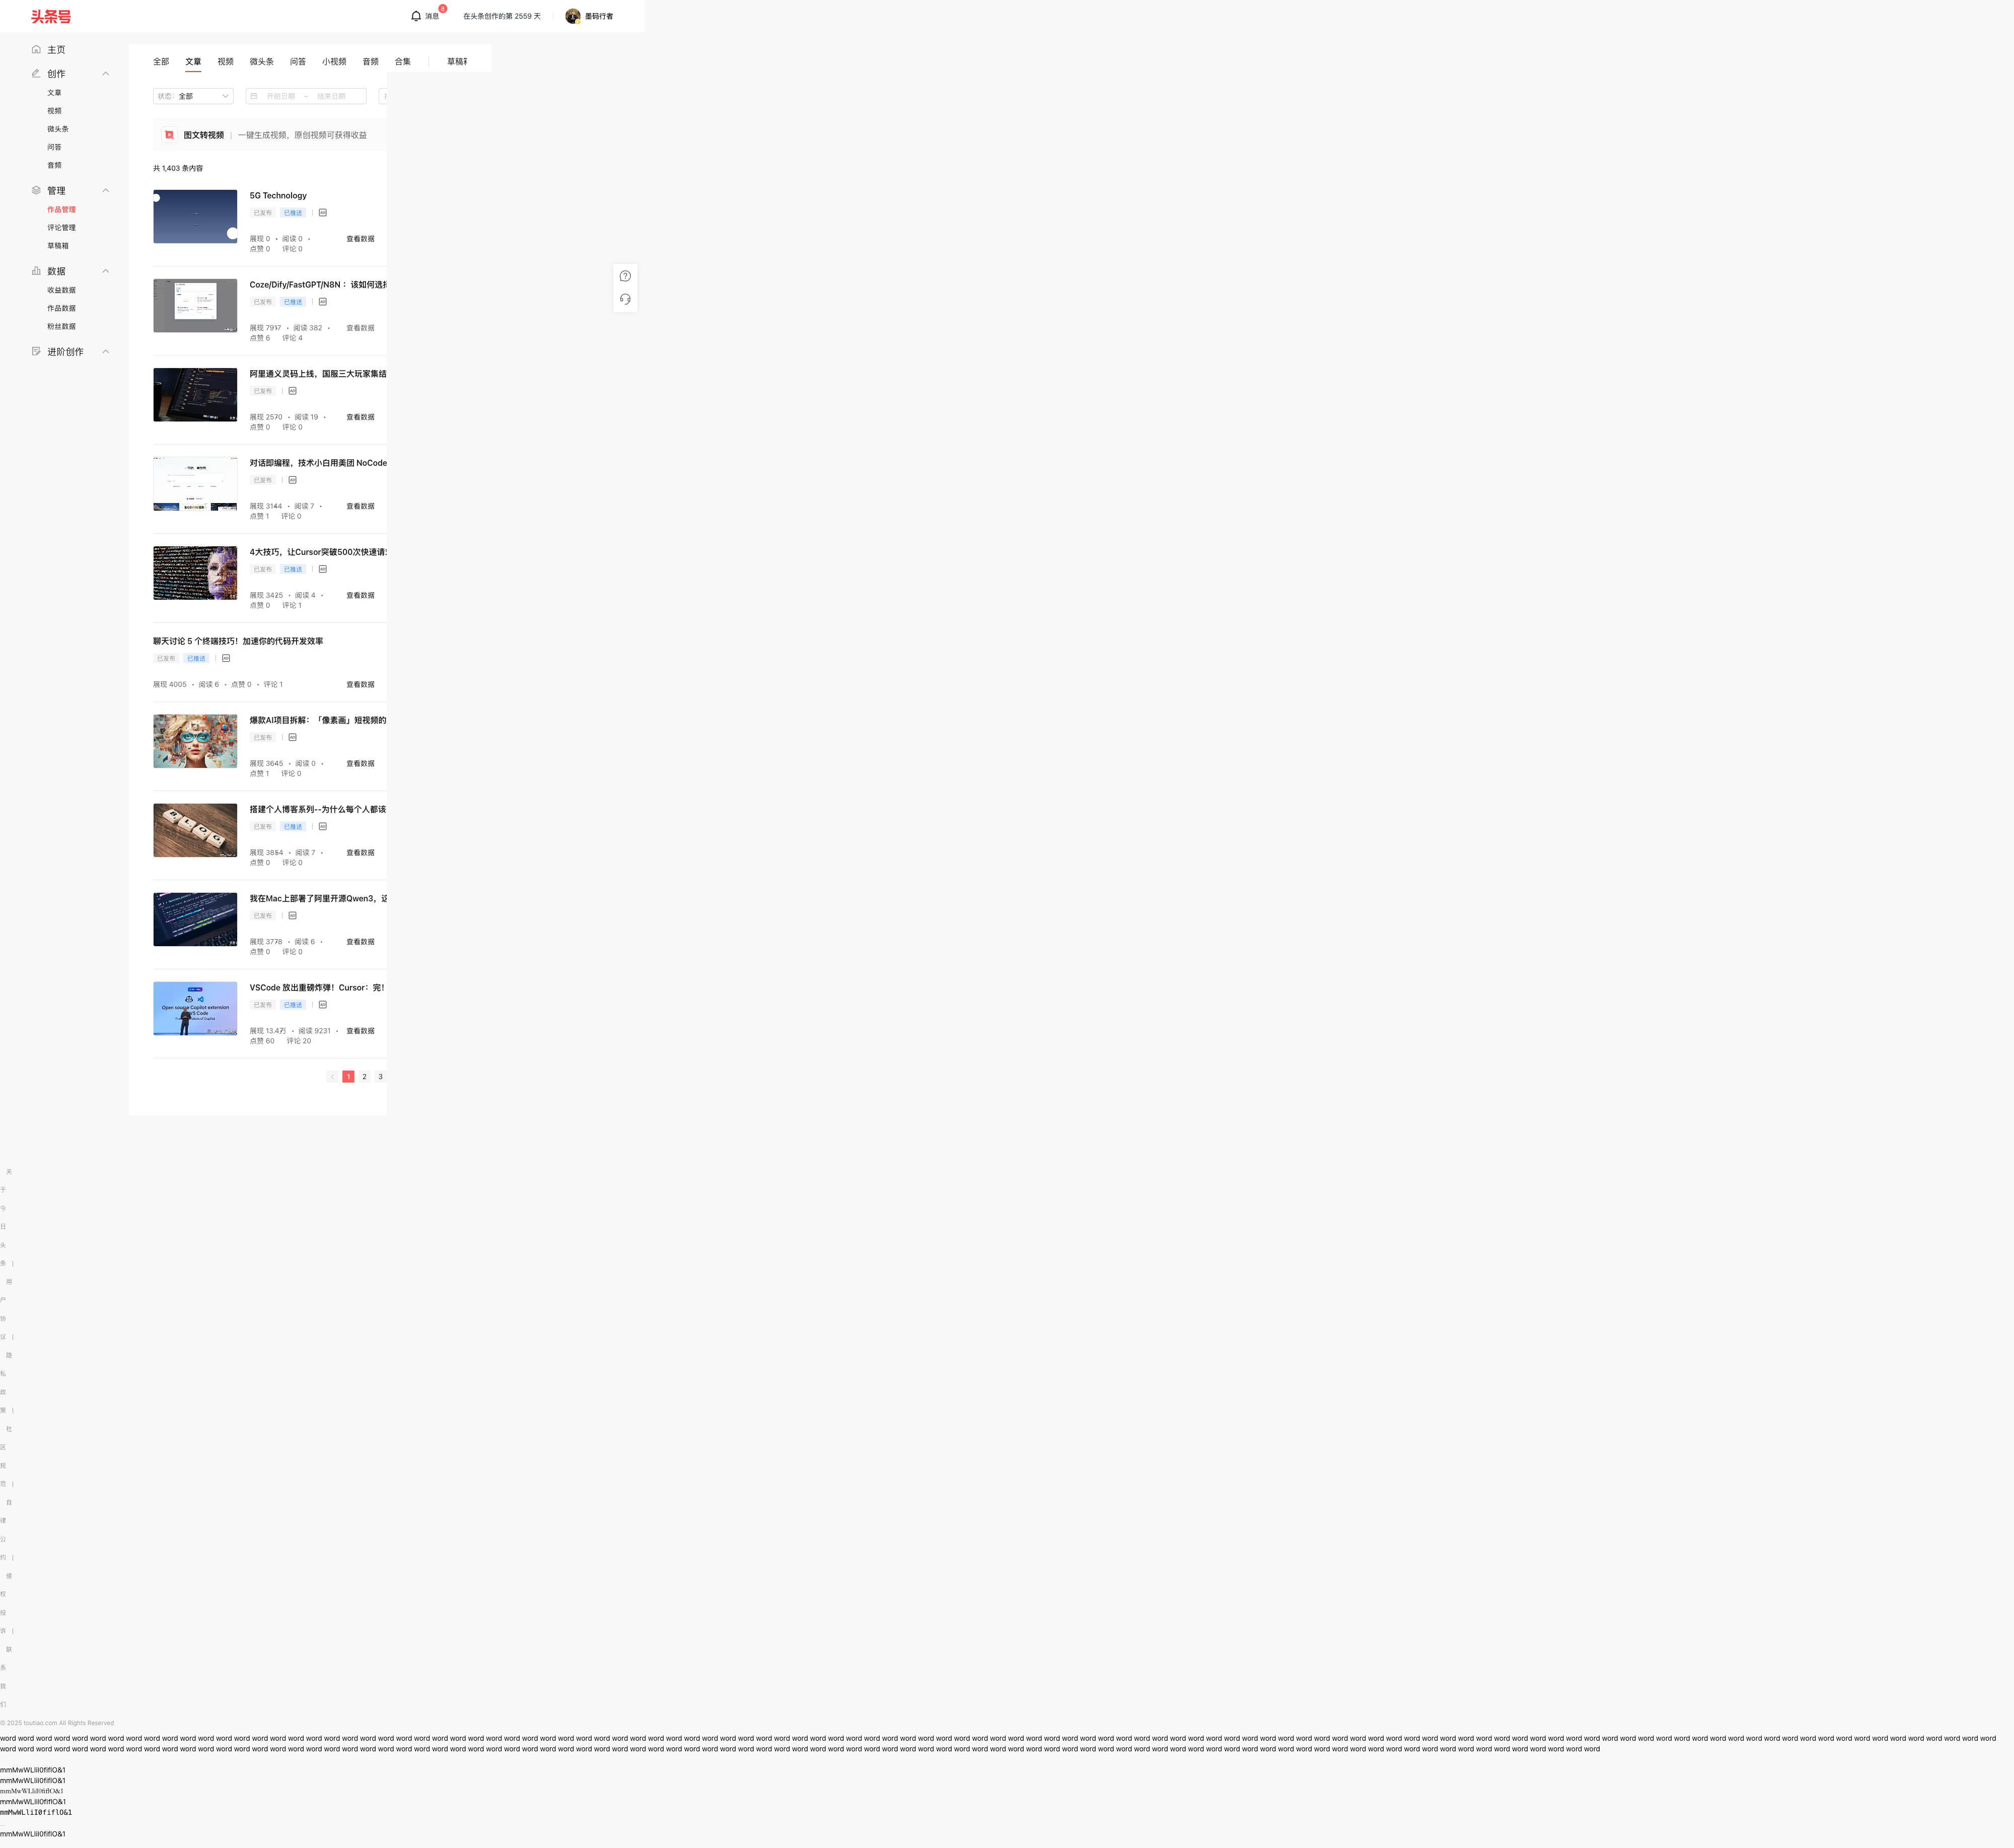 头条号
消息
8
在头条创作的第 2559 天
墨码行者
主页
创作
文章
视频
微头条
问答
音频
管理
作品管理
评论管理
草稿箱
数据
收益数据
作品数据
粉丝数据
进阶创作
全部 文章 视频 微头条 问答 小视频 音频 合集 草稿
状态: 全部 开始日期 ~ 结束日期
图文转视频 | 一键生成视频，原创视频可获得收益
共 1,403 条内容
5G Technology
已发布 已推送
展现 0 • 阅读 0 • 查看数据
点赞 0 评论 0
Coze/Dify/FastGPT/N8N ：该如何选择
已发布 已推送
展现 7917 • 阅读 382 • 查看数据
点赞 6 评论 4
阿里通义灵码上线，国服三大玩家集结
已发布
展现 2570 • 阅读 19 • 查看数据
点赞 0 评论 0
对话即编程，技术小白用美团 NoCode
已发布
展现 3144 • 阅读 7 • 查看数据
点赞 1 评论 0
4大技巧，让Cursor突破500次快速请
已发布 已推送
展现 3425 • 阅读 4 • 查看数据
点赞 0 评论 1
聊天讨论 5 个终端技巧！加速你的代码开发效率
已发布 已推送
展现 4005 • 阅读 6 • 点赞 0 • 评论 1 查看数据
爆款AI项目拆解：「像素画」短视频的
已发布
展现 3645 • 阅读 0 • 查看数据
点赞 1 评论 0
BLOG
搭建个人博客系列--为什么每个人都该
已发布 已推送
展现 3854 • 阅读 7 • 查看数据
点赞 0 评论 0
我在Mac上部署了阿里开源Qwen3，这
已发布
展现 3778 • 阅读 6 • 查看数据
点赞 0 评论 0
Open source Copilot extension
VS Code
VSCode 放出重磅炸弹！Cursor：完！
已发布 已推送
展现 13.4万 • 阅读 9231 • 查看数据
点赞 60 评论 20
< 1 2 3
关
于
今
日
头
条 |
用
户
协
议 |
隐
私
政
策 |
社
区
规
范 |
自
律
公
约 |
侵
权
投
诉 |
联
系
我
们
© 2025 toutiao.com All Rights Reserved
word word word word word word word word word word word word word word word word word word word word word word word word word word word word word word word word word word word word word word word word word word word word word word word word word word word word word word word word word word word word word word word word word word word word word word word word word word word word word word word word word word word word word word word word word word word word word word word word word word word word word word word word word word word
word word word word word word word word word word word word word word word word word word word word word word word word word word word word word word word word word word word word word word word word word word word word word word word word word word word word word word word word word word word word word word word word word word word word word word word word word word word word word word word word word word word word word
mmMwWLliI0fiflO&1
mmMwWLliI0fiflO&1
mmMwWLliI0fiflO&1
mmMwWLliI0fiflO&1
mmMwWLliI0fiflO&1
mmMwWLliI0fiflO&1